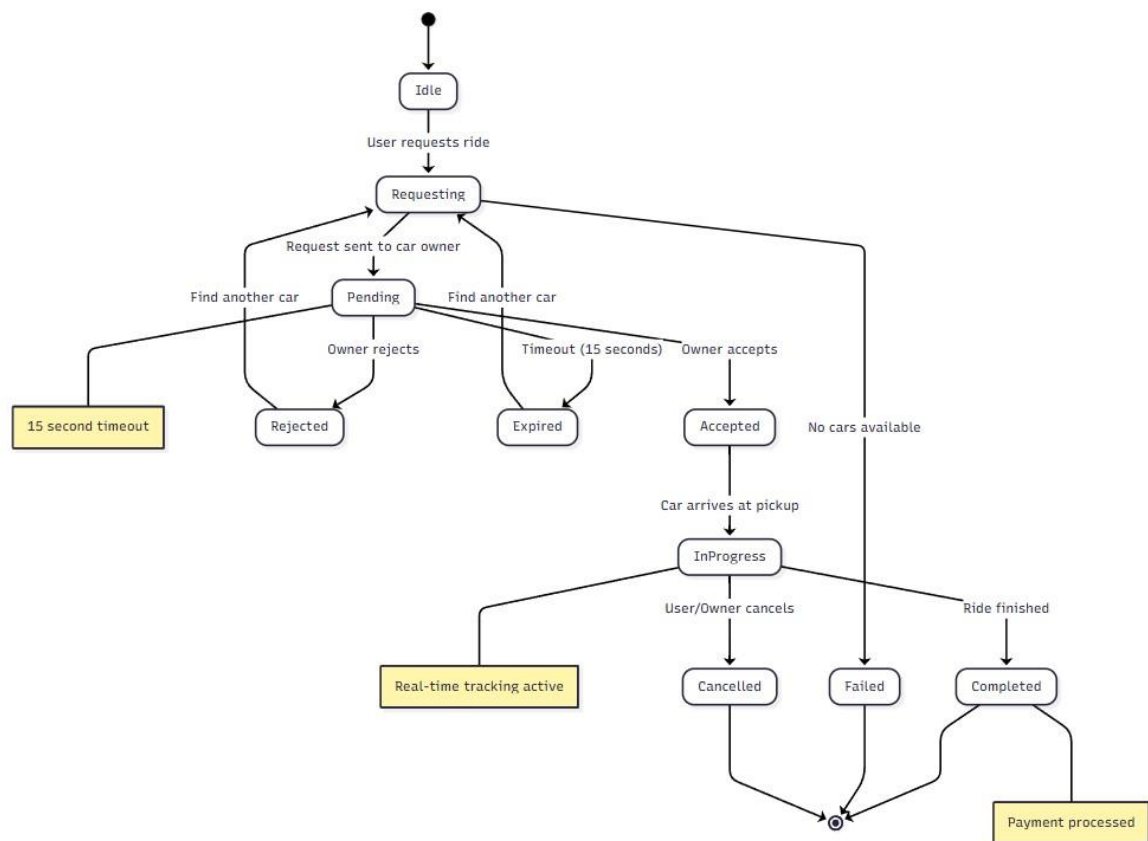 Idle
User requests ride
Requesting
Request sent to car owner
Find another car
Pending
Find another car
Owner rejects
Timeout (15 seconds)
Owner accepts
15 second timeout
Rejected
Expired
Accepted
No cars available
Car arrives at pickup
InProgress
User/Owner cancels
Ride finished
Real-time tracking active
Cancelled
Failed
Completed
Payment processed